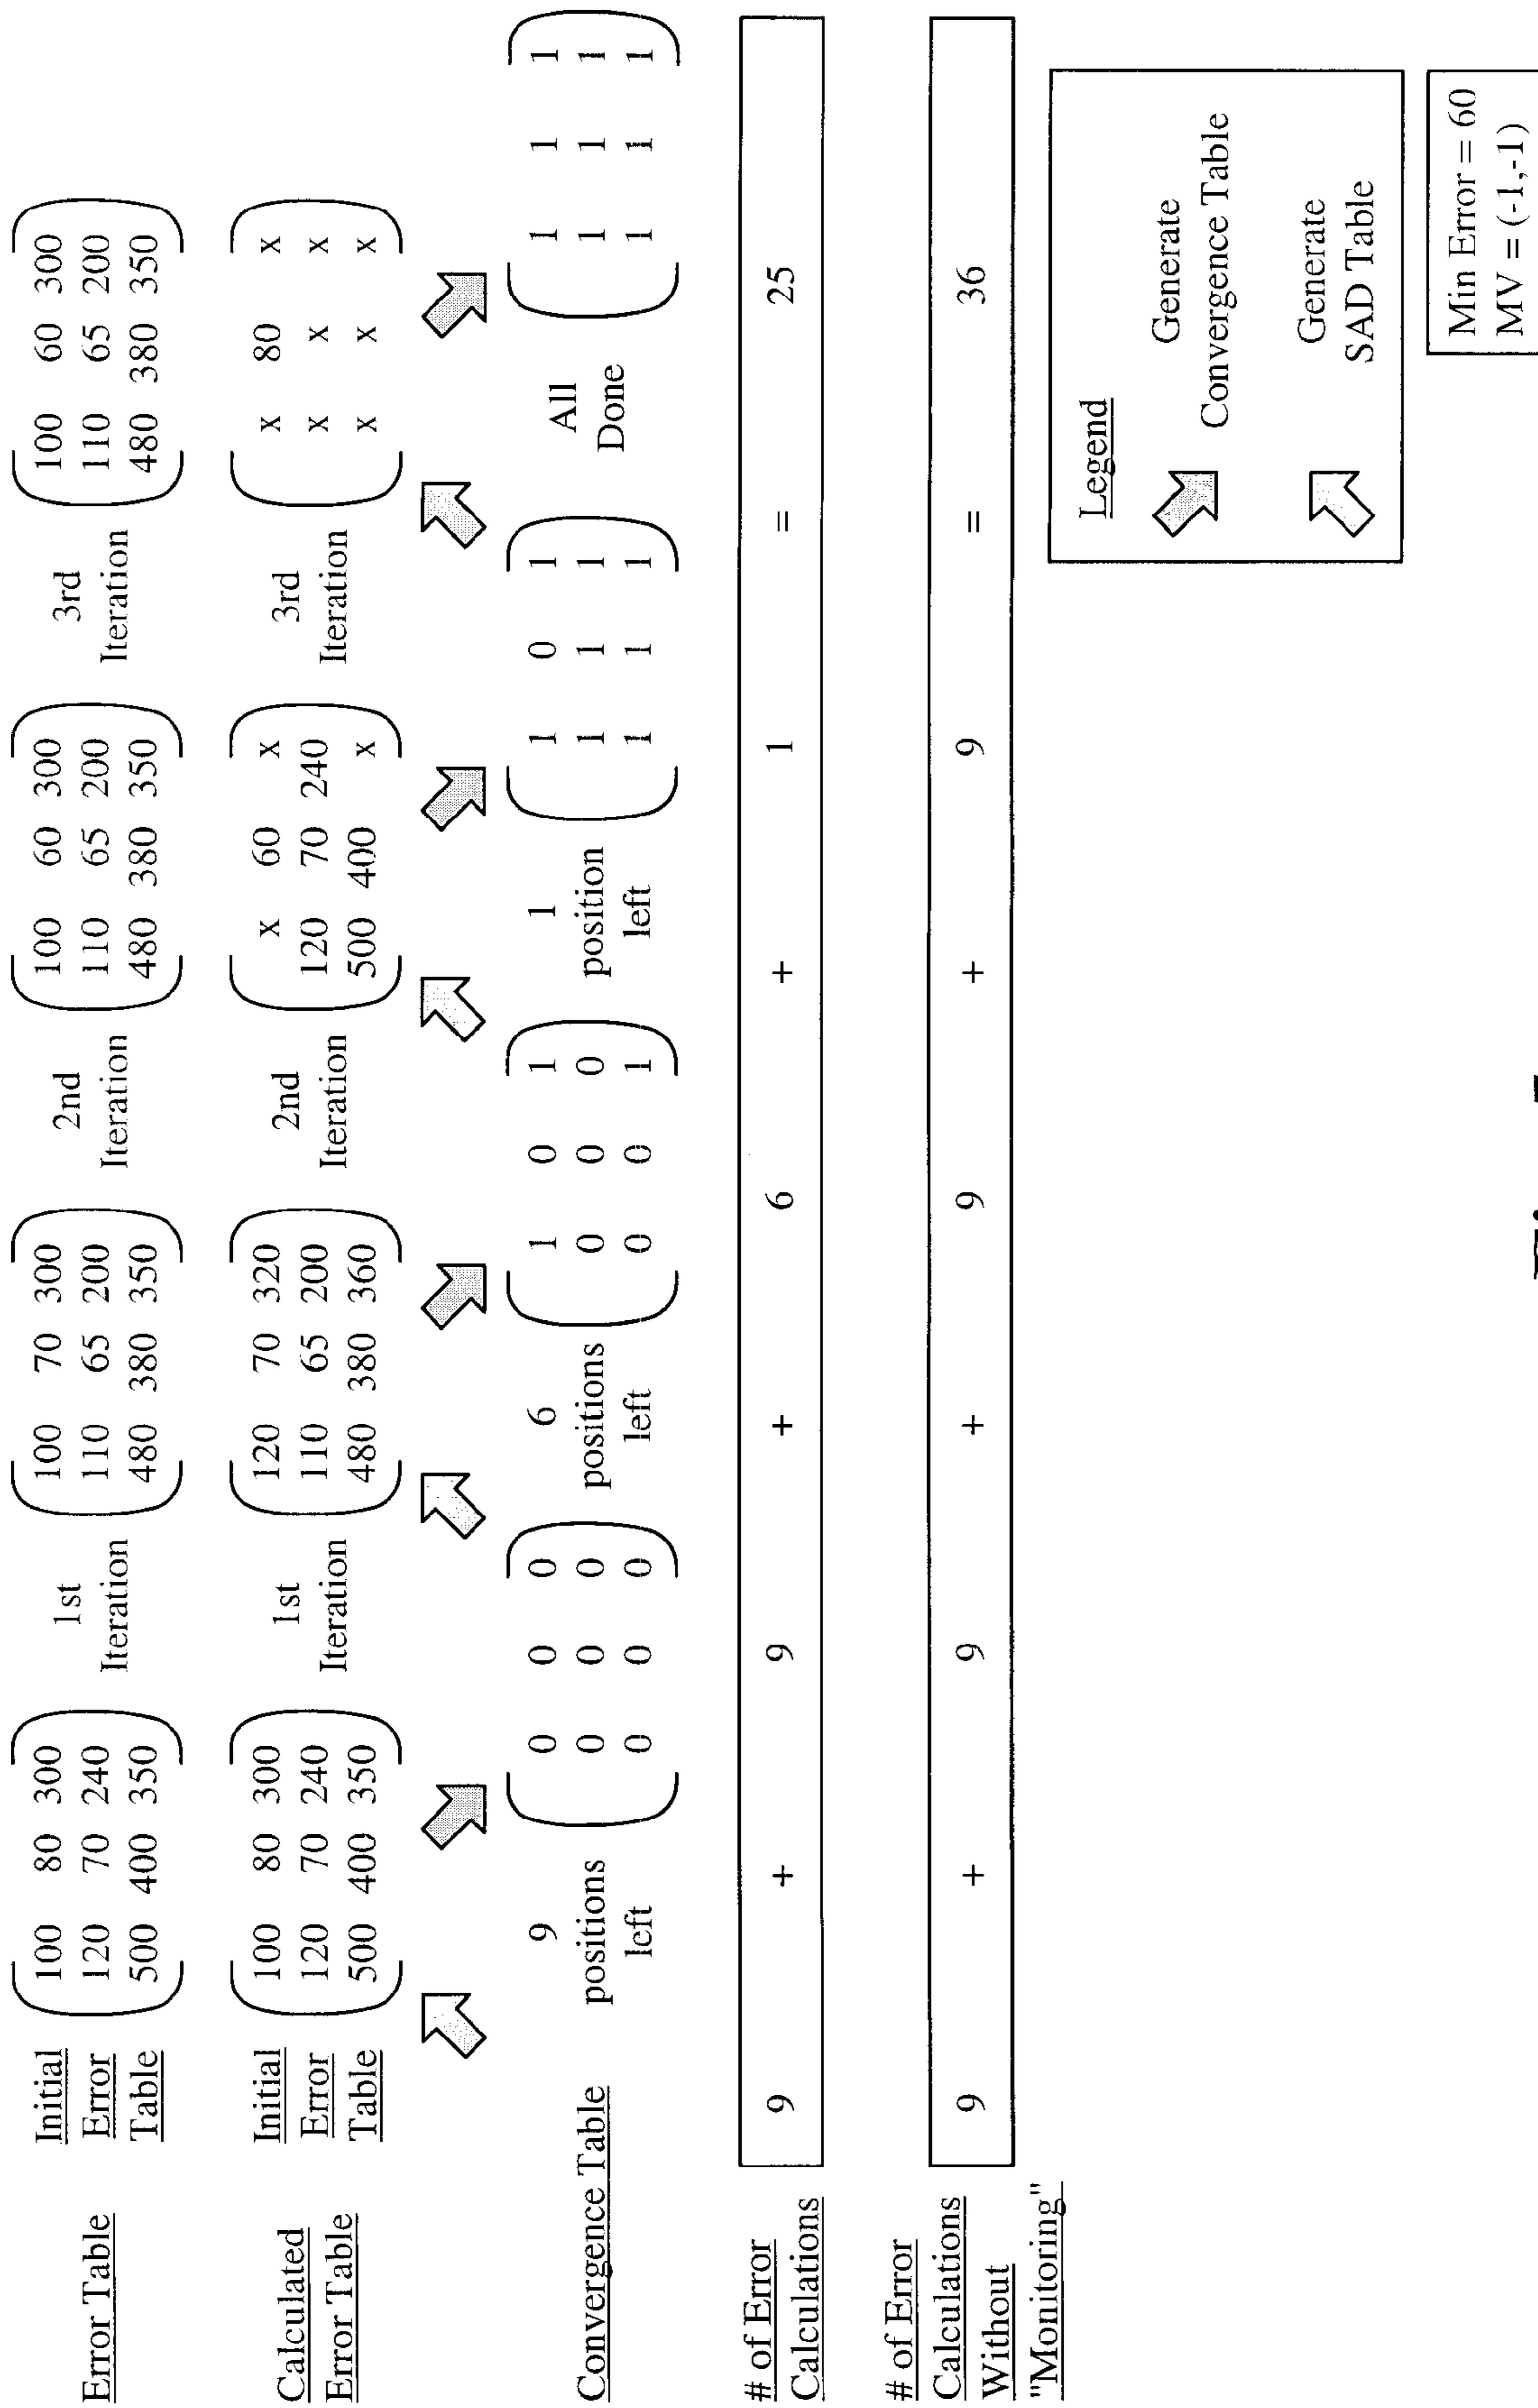 Error Table
Initial
Error
Table
100 80 300
120 70 240
500 400 350
1st
Iteration
100 70 300
110 65 200
480 380 350
2nd
Iteration
100 60 300
110 65 200
480 380 350
3rd
Iteration
100 60 300
110 65 200
480 380 350
Calculated
Error Table
Initial
Error
Table
100 80 300
120 70 240
500 400 350
1st
Iteration
120 70 320
110 65 200
480 380 360
2nd
Iteration
x 60 x
120 70 240
500 400 x
3rd
Iteration
x 80 x
x x x
x x x
Convergence Table
9
positions
left
0 0 0
0 0 0
0 0 0
6
positions
left
1 0 1
0 0 0
0 0 1
1
position
left
1 0 1
1 1 1
1 1 1
All
Done
1 1 1
1 1 1
1 1 1
# of Error
Calculations
9 + 9 + 6 + 1 = 25
# of Error
Calculations
Without
"Monitoring"
9 + 9 + 9 + 9 = 36
Legend
Generate
Convergence Table
Generate
SAD Table
Min Error = 60
MV = (-1,-1)